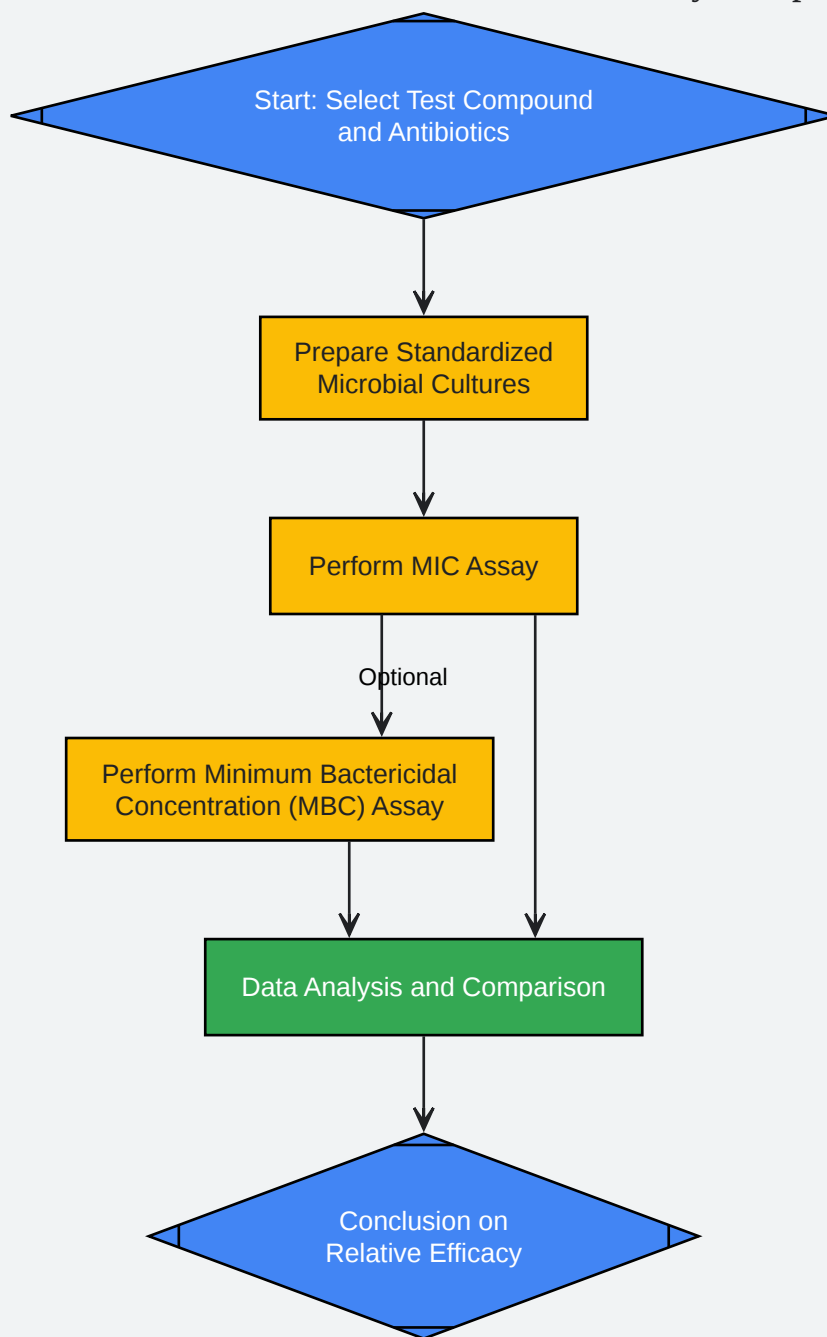 Start: Select Test Compound
and Antibiotics
Prepare Standardized
Microbial Cultures
Perform MIC Assay
Optional
Perform Minimum Bactericidal
Concentration (MBC) Assay
Data Analysis and Comparison
Conclusion on
Relative Efficacy